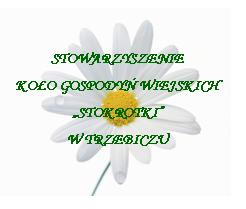 STOWARZYSZENIE
KOŁO GOSPODYŃ WIEJSKICH
„STOKROTKI”
W TRZEBICZU